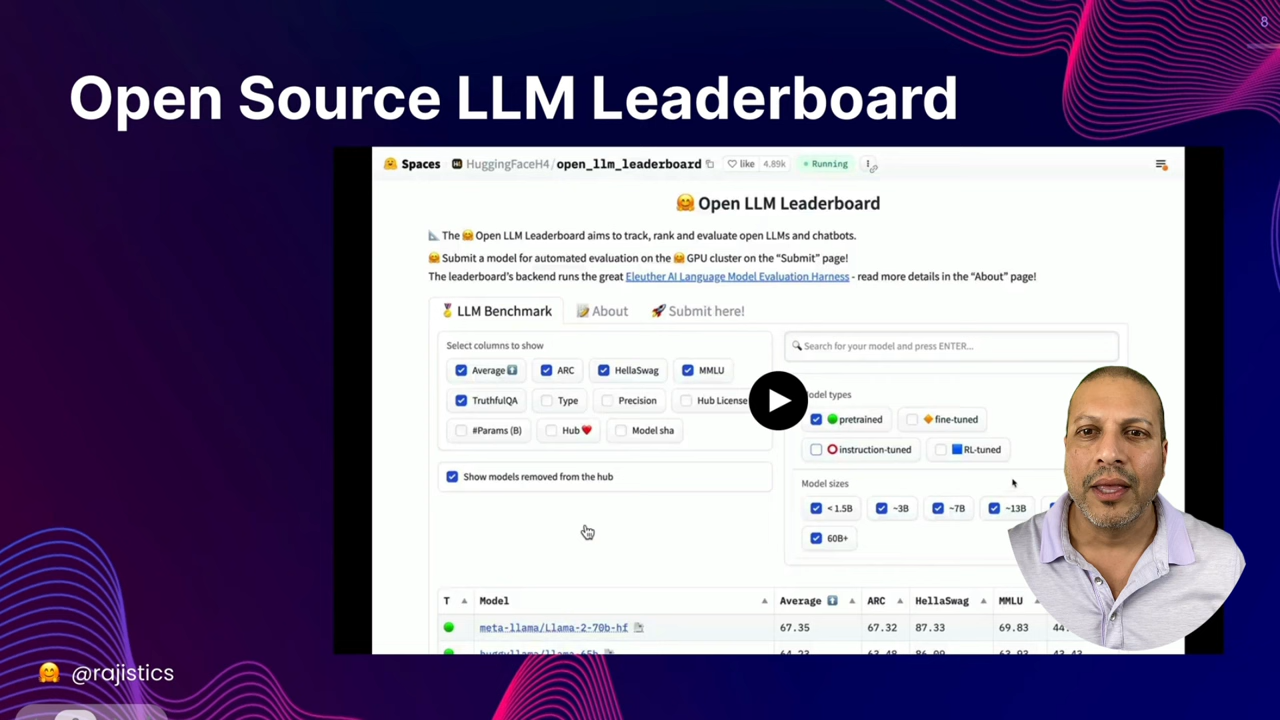 8
Open Source LLM Leaderboard
Spaces HuggingFaceH4/open_llm_leaderboard like 4.89k Running
Open LLM Leaderboard
The 🤗 Open LLM Leaderboard aims to track, rank and evaluate open LLMs and chatbots.
🤗 Submit a model for automated evaluation on the 🤗 GPU cluster on the “Submit” page!
The leaderboard’s backend runs the great Eleuther AI Language Model Evaluation Harness - read more details in the “About” page!
LLM Benchmark About Submit here!
Select columns to show
Average ARC HellaSwag MMLU
TruthfulQA Type Precision Hub License
#Params (B) Hub Model sha
Show models removed from the hub
Search for your model and press ENTER...
types
pretrained fine-tuned
instruction-tuned RL-tuned
Model sizes
< 1.5B ~3B ~7B ~13B
60B+
T Model Average ARC HellaSwag MMLU
meta-llama/Llama-2-70b-hf 67.35 67.32 87.33 69.83 44.
@rajistics